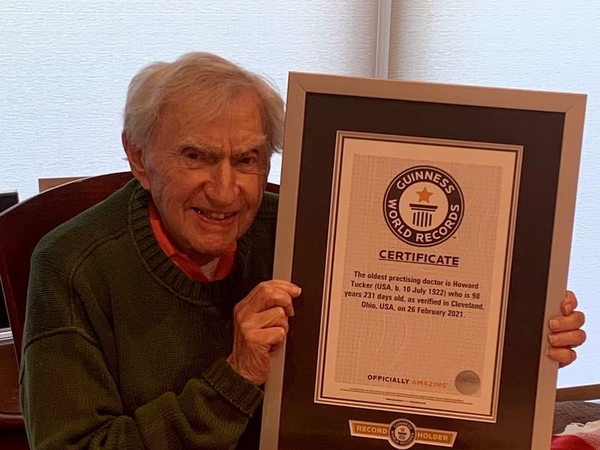 GUINNESS
WORLD RECORDS
CERTIFICATE
The oldest practising doctor is Howard
Tucker (USA, b. 10 July 1922) who is 98
years 231 days old, as verified in Cleveland,
Ohio, USA, on 26 February 2021.
OFFICIALLY AMAZING
RECORD HOLDER